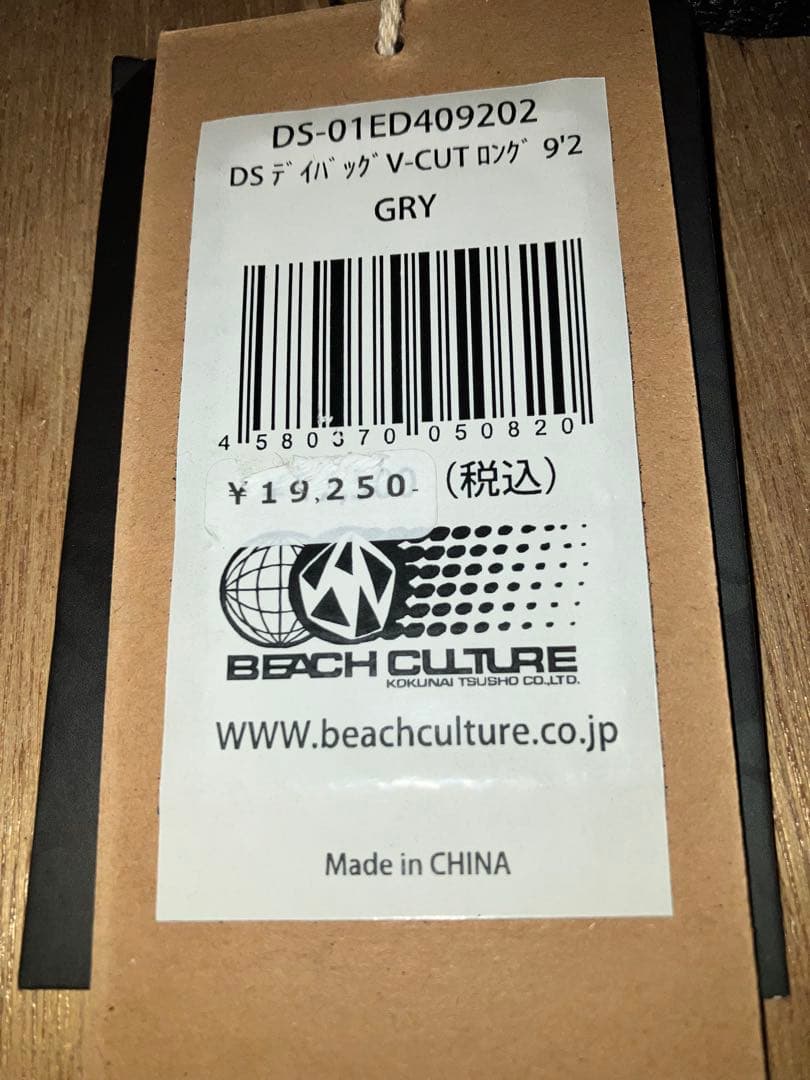 DS-01ED409202
DS ﾃﾞｲﾊﾞｯｸﾞ V-CUT ﾛﾝｸﾞ 9'2
GRY
4 580370 050820
¥19,250- (税込)
BEACH CULTURE
KOKUNAI TSUSHO CO.,LTD.
WWW.beachculture.co.jp
Made in CHINA